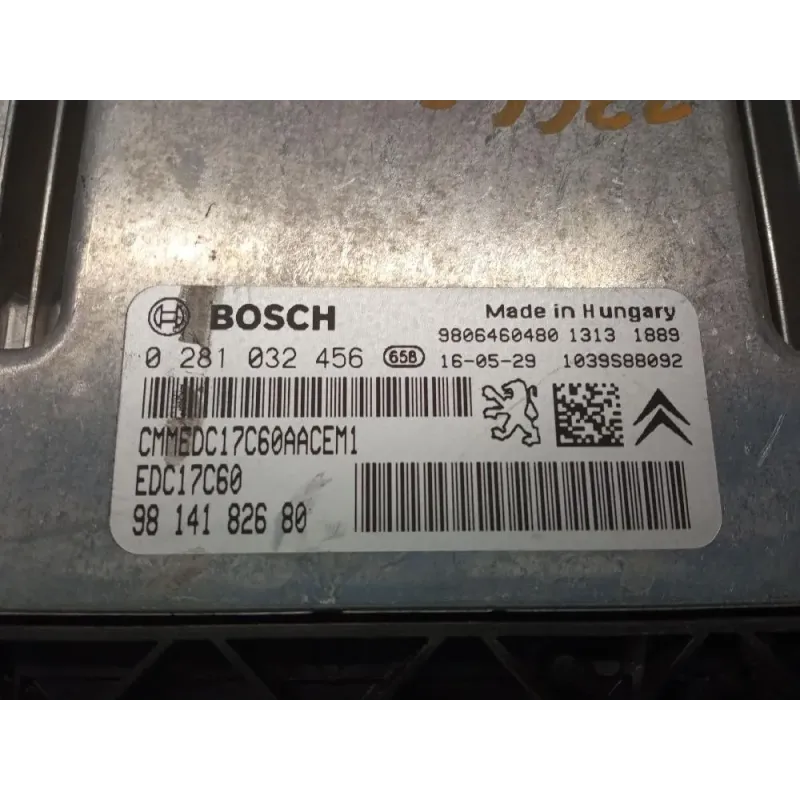 BOSCH
Made in Hungary
9806460480 1313 1889
0 281 032 456 658 16-05-29 1039S88092
CMMEDC17C60AACEM1
EDC17C60
98 141 826 80